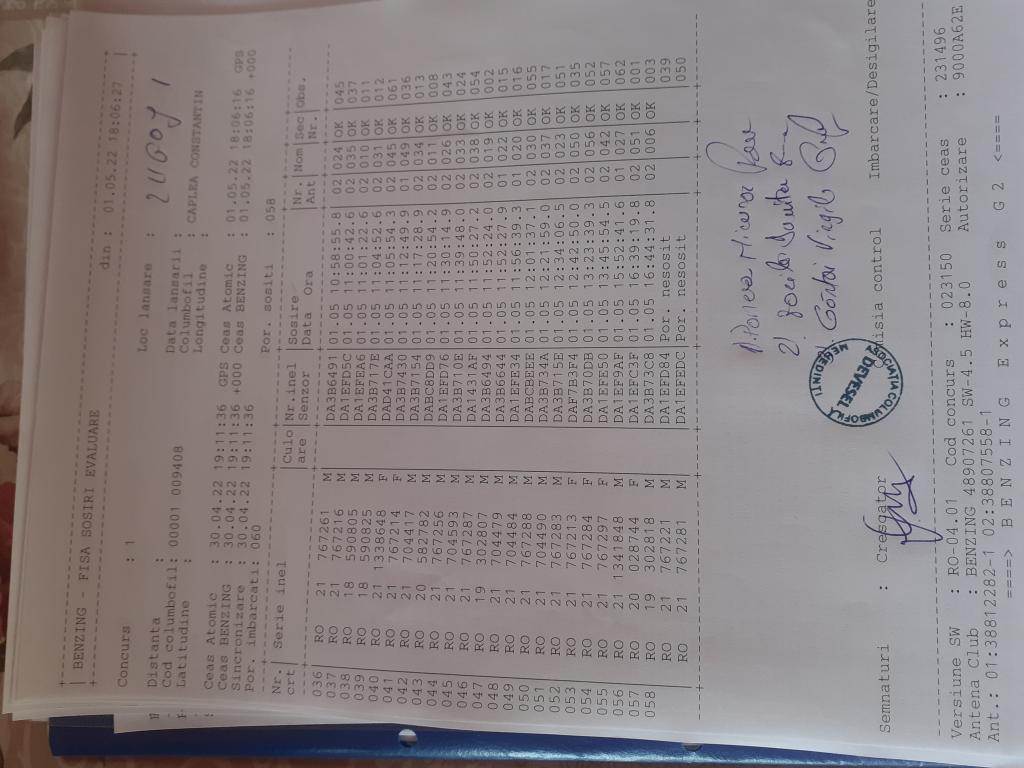 BENZING - FISA SOSIRI EVALUARE din : 01.05.22 18:06:27
Concurs : 1 Loc lansare : 211609 1
Distanta : Data lansarii :
Cod columbofil: 00001 009408 Columbofil : CAPLEA CONSTANTIN
Latitudine : Longitudine :
Ceas Atomic : 30.04.22 19:11:36 GPS Ceas Atomic : 01.05.22 18:06:16 GPS
Ceas BENZING : 30.04.22 19:11:36 +000 Ceas BENZING : 01.05.22 18:06:16 +000
Sincronizare : 30.04.22 19:11:36
Por. imbarcati: 060 Por. sositi : 058
Nr. Serie inel Culo Nr.inel Sosire Nr. Nom Sec Obs.
crt are Senzor Data Ora Ant Nr.
036 RO 21 767261 M DA3B6491 01.05 10:58:55.8 02 024 OK 045
037 RO 21 767216 M DA1EFD5C 01.05 11:00:42.6 02 035 OK 037
038 RO 18 590805 M DA1EFEA6 01.05 11:01:24.6 02 030 OK 011
039 RO 18 590825 M DA3B717E 01.05 11:04:52.6 02 031 OK 012
040 RO 21 1338648 F DAD41CAA 01.05 11:05:54.3 02 045 OK 061
041 RO 21 767214 F DA3B7430 01.05 11:12:49.9 01 049 OK 036
042 RO 21 704417 M DA3B7154 01.05 11:17:28.9 02 034 OK 013
043 RO 20 582782 M DABC8DD9 01.05 11:20:54.2 02 011 OK 008
044 RO 21 767256 M DA1EFD76 01.05 11:30:14.9 02 026 OK 043
045 RO 21 704593 M DA3B710E 01.05 11:39:48.0 02 033 OK 024
046 RO 21 767287 M DA1431AF 01.05 11:50:27.2 02 038 OK 054
047 RO 19 302807 M DA3B6494 01.05 11:52:24.0 02 019 OK 002
048 RO 21 704479 M DA3B6E44 01.05 11:52:27.9 01 022 OK 015
049 RO 21 704484 M DA1EFE34 01.05 11:56:39.3 01 020 OK 016
050 RO 21 767288 M DABCBEEB 01.05 12:01:37.1 02 030 OK 055
051 RO 21 704490 M DA3B734A 01.05 12:21:59.0 02 037 OK 017
052 RO 21 767283 M DA3B715E 01.05 12:34:06.5 02 023 OK 051
053 RO 21 767213 F DAF7B3F4 01.05 12:42:50.0 02 050 OK 035
054 RO 21 767284 F DA3B70DB 01.05 13:23:39.3 02 056 OK 052
055 RO 21 767297 F DA1EFE50 01.05 13:45:54.5 02 042 OK 057
056 RO 21 1341848 M DA1EF9AF 01.05 15:52:41.6 01 027 OK 062
057 RO 20 0287444 F DA1EFC3F 01.05 16:39:19.8 02 051 OK 001
058 RO 19 302818 M DA3B73C8 01.05 16:44:31.8 02 006 OK 003
RO 21 767221 M DA1EFD84 Por. nesosit 039
RO 21 767281 M DA1EFEDC Por. nesosit 050
DEVESEL
MEHEDINTI
Semnaturi : Crescator Comisia control Imbarcare/Desigilare
Versiune SW : RO-04.01 Cod concurs : 023150 Serie ceas : 231496
Antena Club : BENZING 48907261 SW-4.5 HW-8.0 Autorizare : 9000A62E
Ant.: 01:388122282-1 02:38807558-1
====> B E N Z I N G E x p r e s s G 2 <====